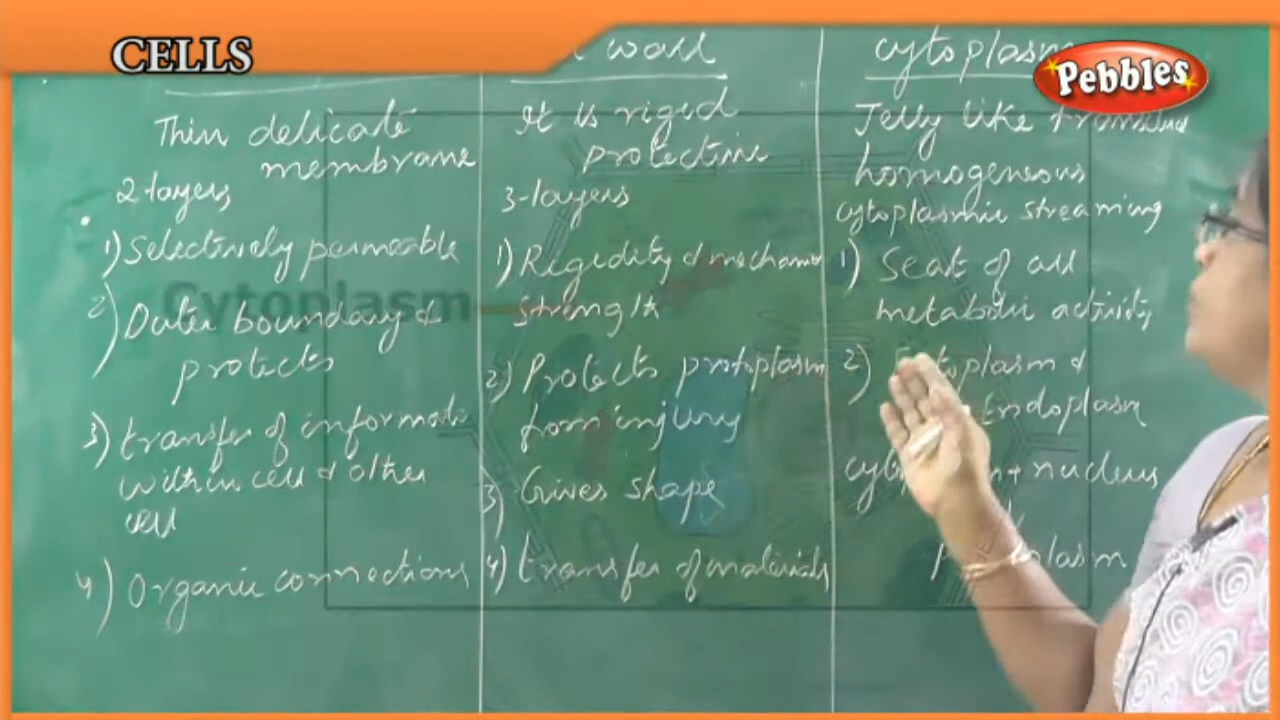 CELLS
Pebbles
wall
cytoplasm
Thin delicate
membrane
2-layers
1) Selectively permeable
2) Outer boundary &
protects
3) transfer of informati
within cell & other
cell
4) Organic connections
It is rigid
protective
3-layers
1) Rigidity & mechanic
strength
2) Protects protoplasm
from injury
3) Gives shape
4) transfer of materials
Jelly like
homogeneous
cytoplasmic streaming
1) Seat of all
metabolic activity
2) &
Endoplasm
+ nucleus
Cytoplasm